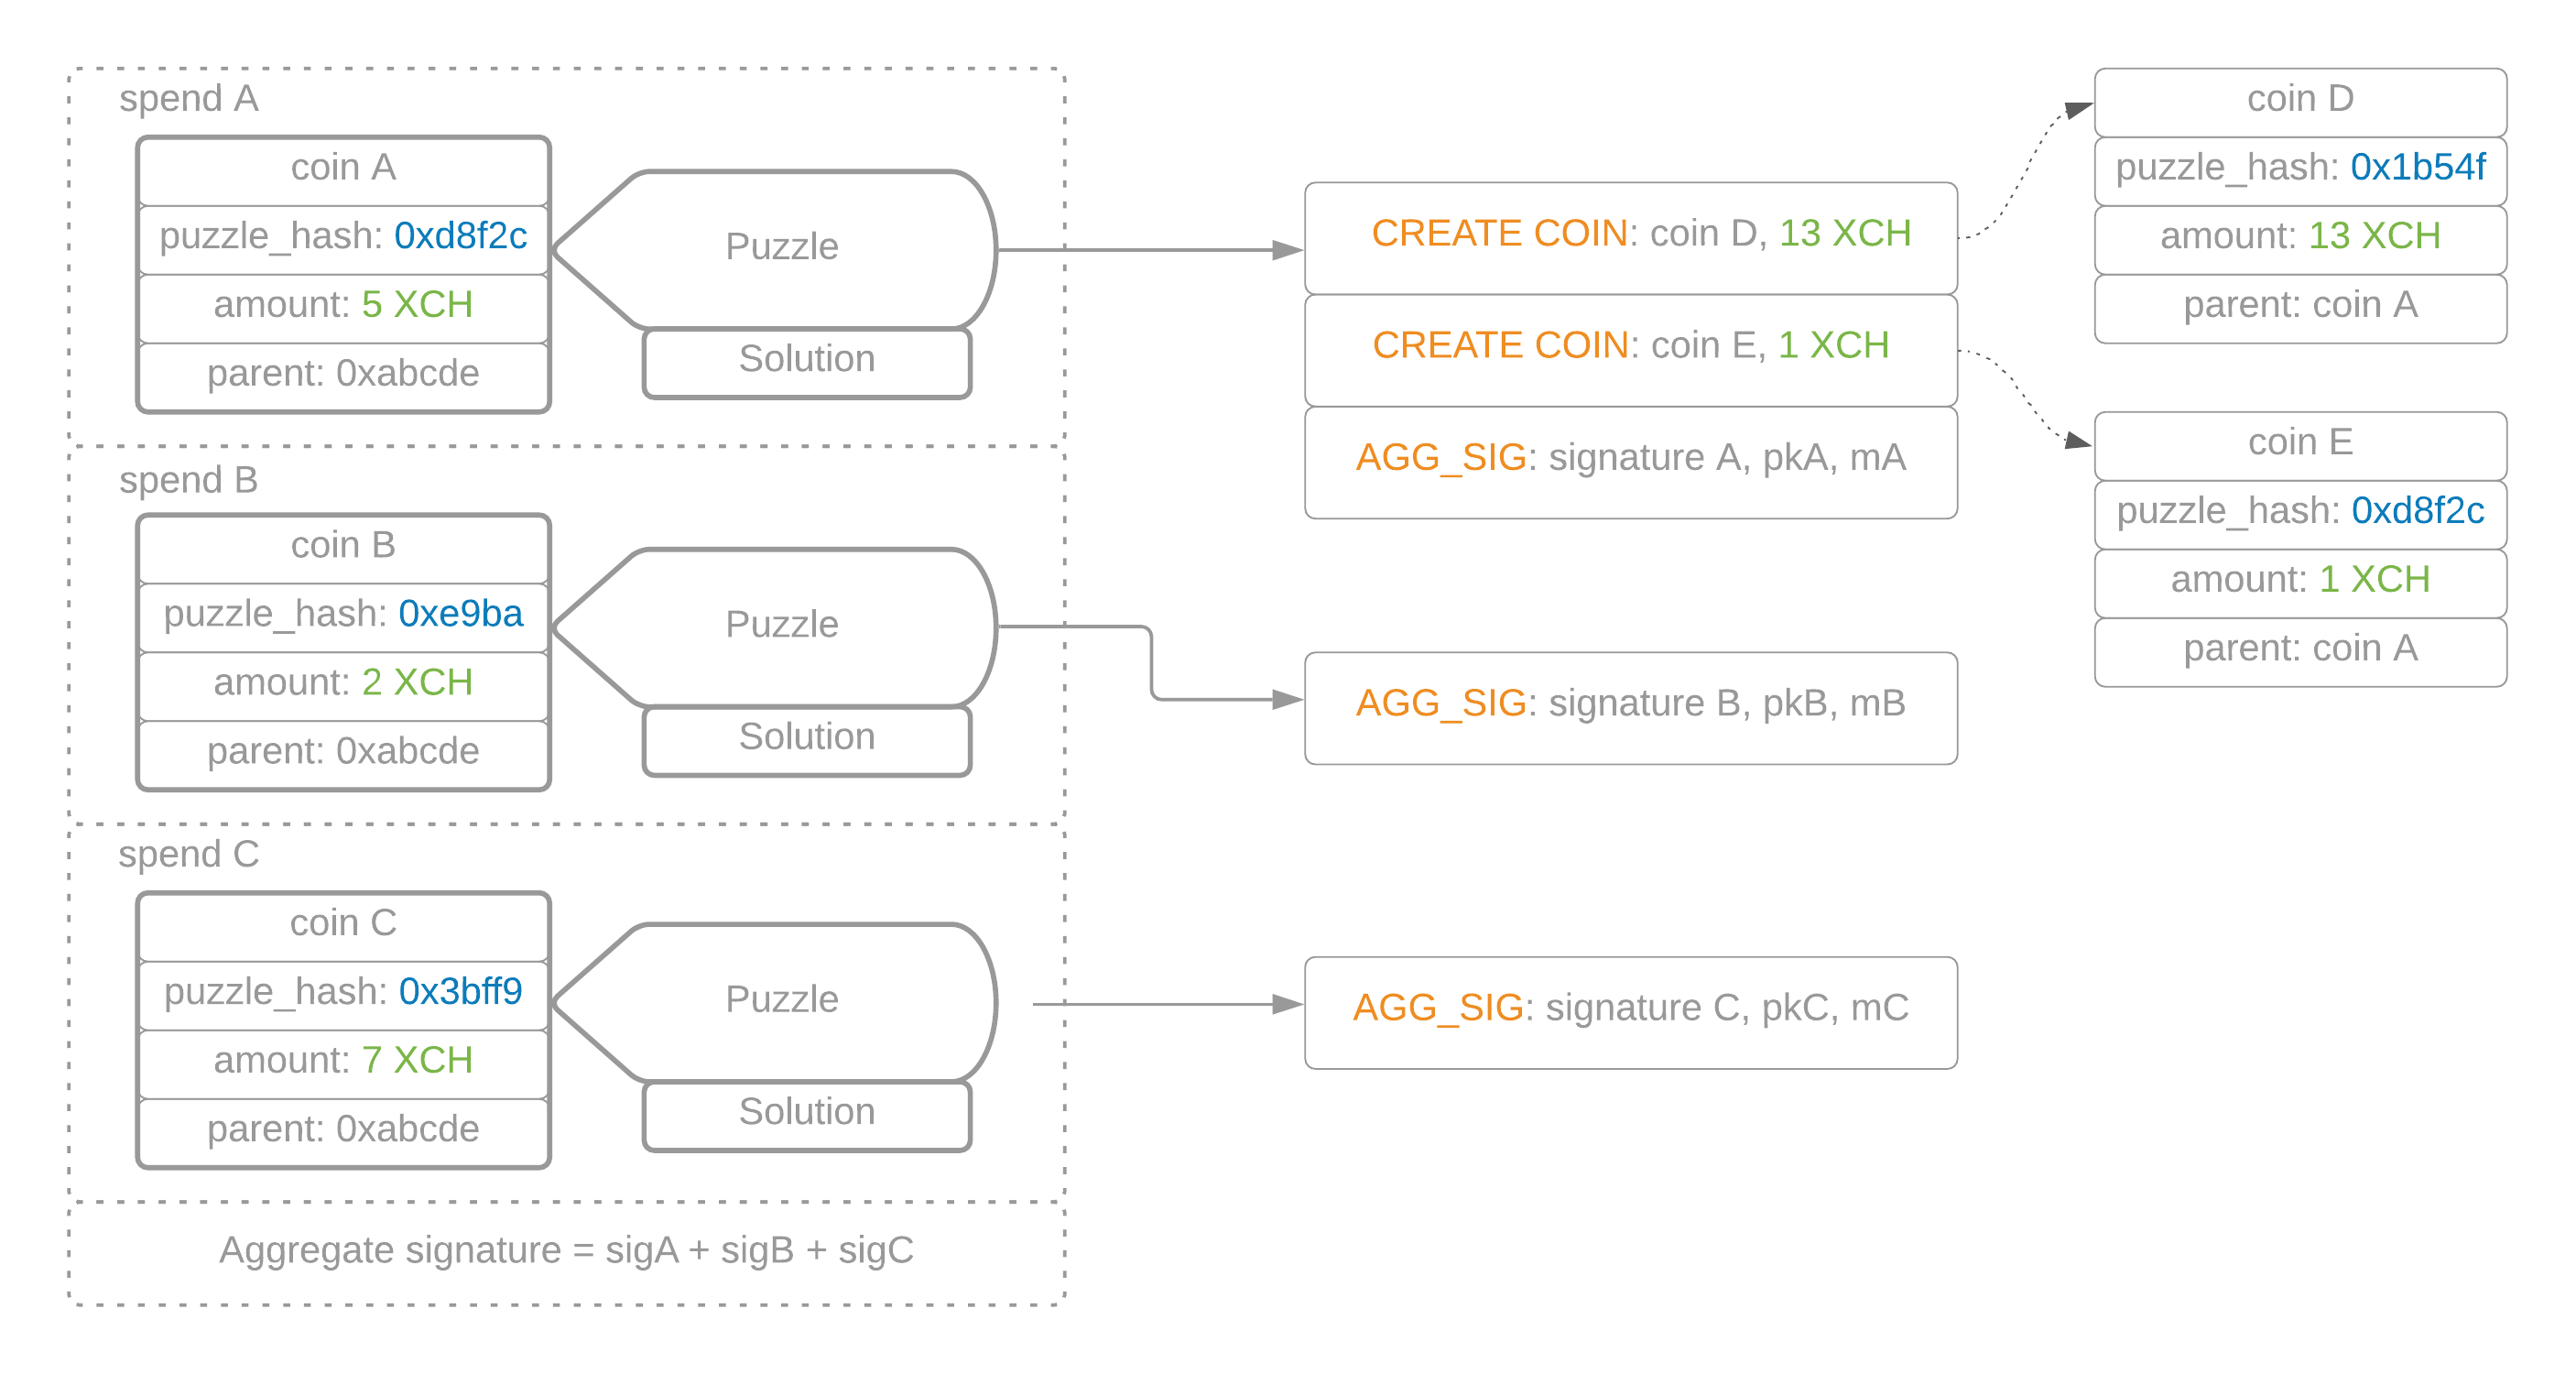 spend A
coin A
puzzle_hash: 0xd8f2c
amount: 5 XCH
parent: 0xabcde
Puzzle
Solution
CREATE COIN: coin D, 13 XCH
CREATE COIN: coin E, 1 XCH
AGG_SIG: signature A, pkA, mA
coin D
puzzle_hash: 0x1b54f
amount: 13 XCH
parent: coin A
coin E
puzzle_hash: 0xd8f2c
amount: 1 XCH
parent: coin A
spend B
coin B
puzzle_hash: 0xe9ba
amount: 2 XCH
parent: 0xabcde
Puzzle
Solution
AGG_SIG: signature B, pkB, mB
spend C
coin C
puzzle_hash: 0x3bff9
amount: 7 XCH
parent: 0xabcde
Puzzle
Solution
AGG_SIG: signature C, pkC, mC
Aggregate signature = sigA + sigB + sigC